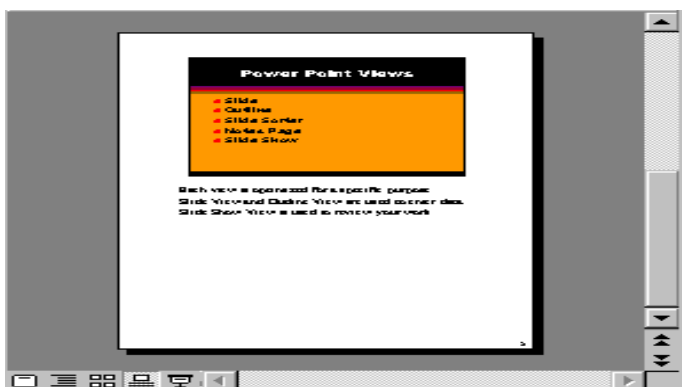 Power Point Views
Slide
Outline
Slide Sorter
Notes Page
Slide Show
Each view is optimized for a specific purpose
Slide View and Outline View are used to enter data
Slide Show View is used to review your work